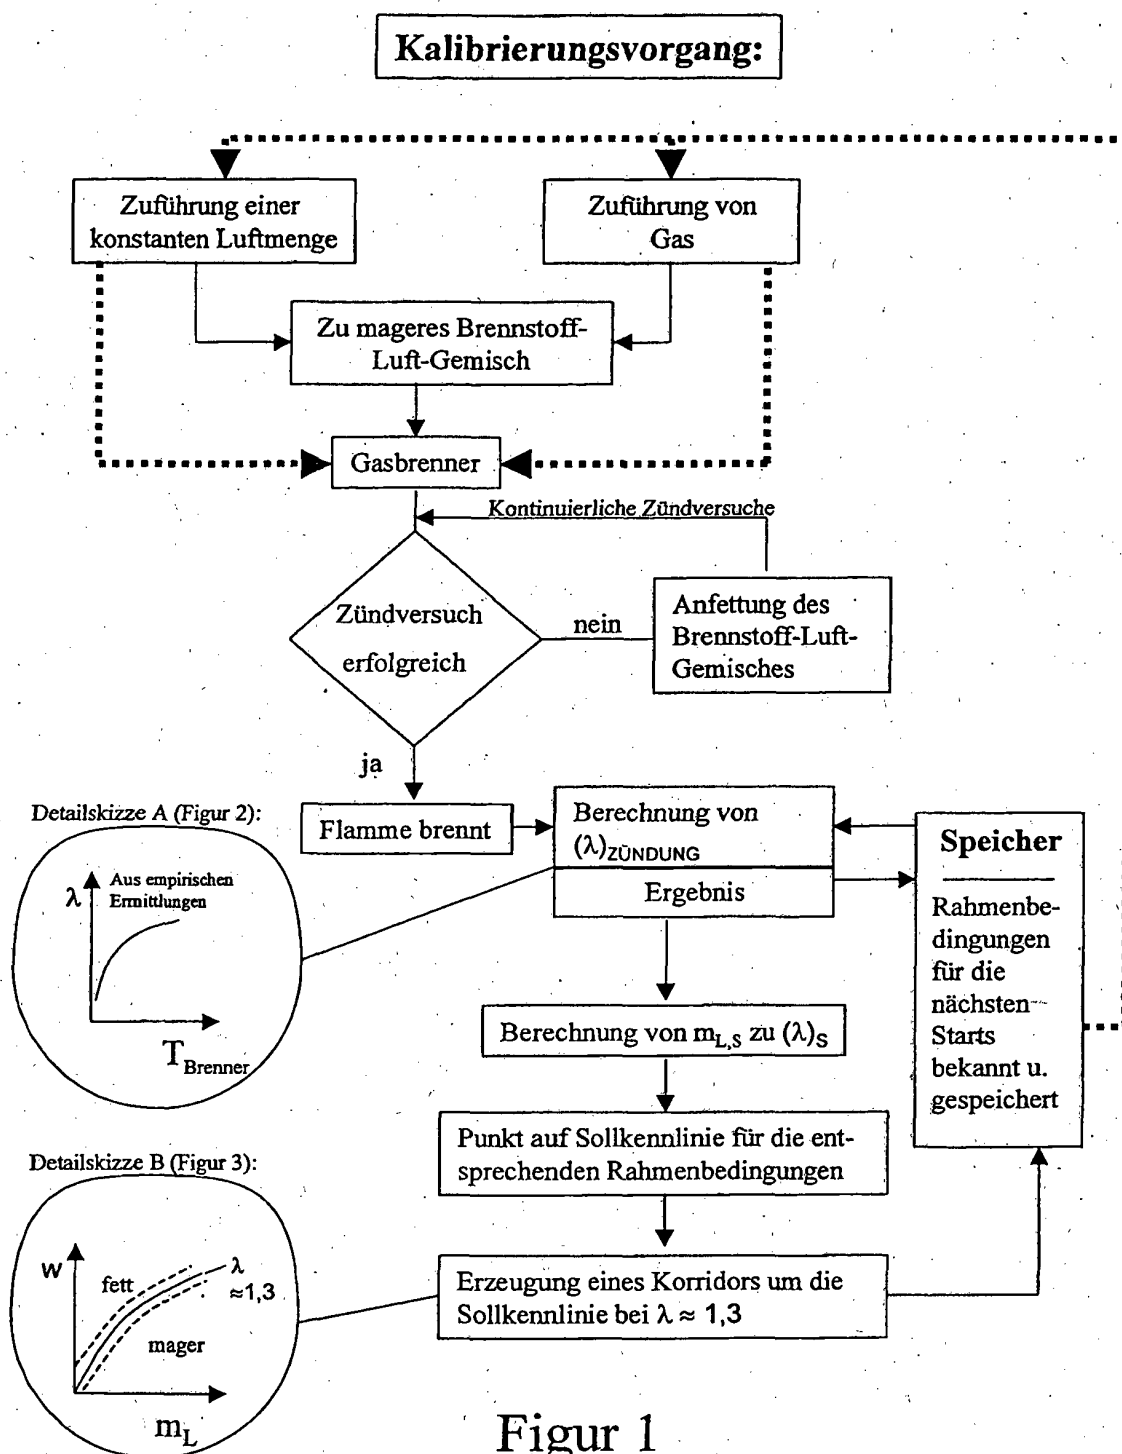 Kalibrierungsvorgang:
Zuführung einer
konstanten Luftmenge
Zuführung von
Gas
Zu mageres Brennstoff-
Luft-Gemisch
Gasbrenner
Kontinuierliche Zündversuche
Zündversuch
erfolgreich
nein
Anfettung des
Brennstoff-Luft-
Gemisches
ja
Flamme brennt
Berechnung von
(λ)ZÜNDUNG
Ergebnis
Speicher
Rahmenbe-
dingungen
für die
nächsten
Starts
bekannt u.
gespeichert
Detailskizze A (Figur 2):
λ
Aus empirischen
Ermittlungen
T Brenner
Berechnung von mL,S zu (λ)S
Punkt auf Sollkennlinie für die ent-
sprechenden Rahmenbedingungen
Detailskizze B (Figur 3):
w
fett
λ
≈1,3
mager
mL
Erzeugung eines Korridors um die
Sollkennlinie bei λ ≈ 1,3
Figur 1